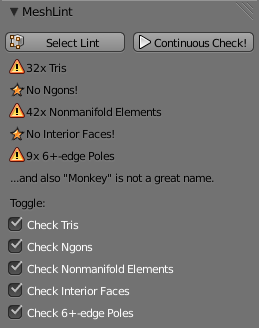 MeshLint
Select Lint
Continuous Check!
32x Tris
No Ngons!
42x Nonmanifold Elements
No Interior Faces!
9x 6+-edge Poles
...and also "Monkey" is not a great name.
Toggle:
Check Tris
Check Ngons
Check Nonmanifold Elements
Check Interior Faces
Check 6+-edge Poles